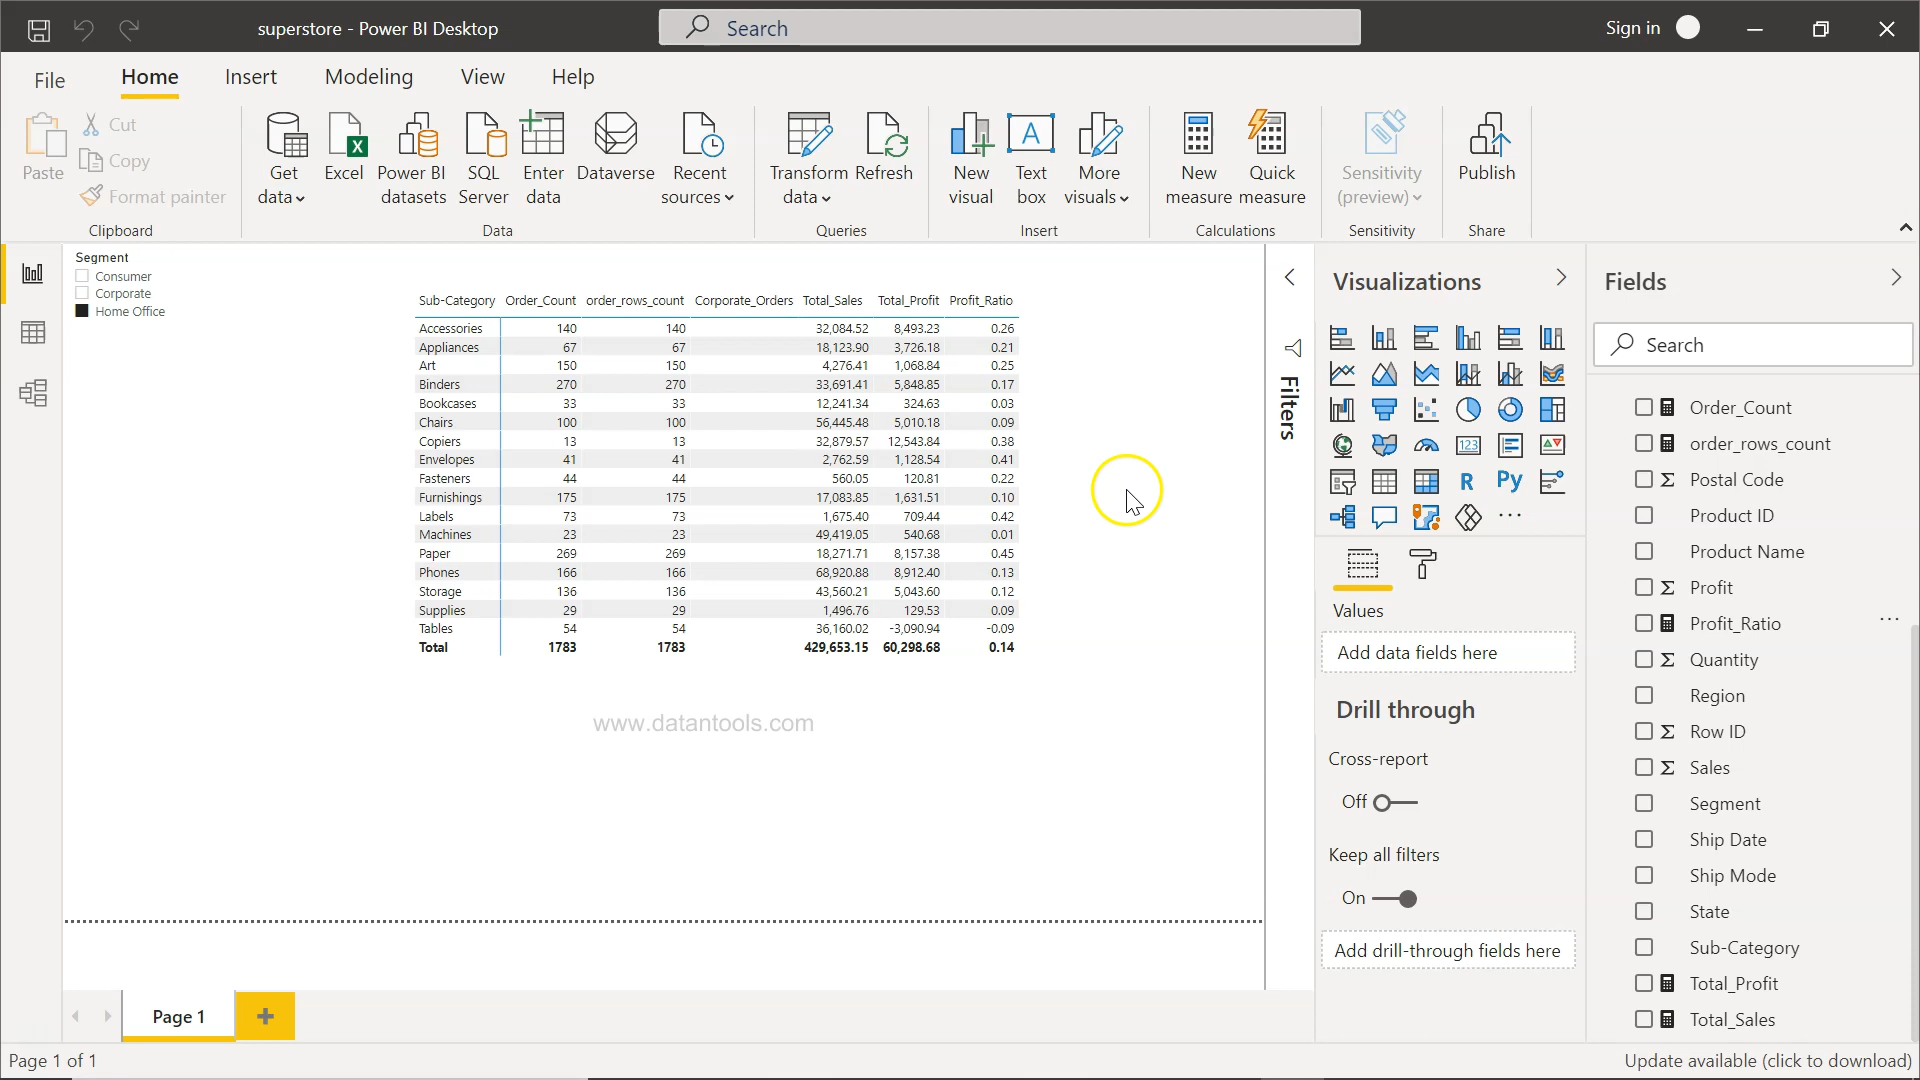 superstore - Power BI Desktop
Search
Sign in
File
Home
Insert
Modeling
View
Help
Paste
Cut
Copy
Format painter
Clipboard
Get data
Excel
Power BI datasets
SQL Server
Enter data
Dataverse
Recent sources
Data
Transform data
Refresh
Queries
New visual
Text box
More visuals
Insert
New measure
Quick measure
Calculations
Sensitivity (preview)
Sensitivity
Publish
Share
Segment
Consumer
Corporate
Home Office
Sub-Category Order_Count order_rows_count Corporate_Orders Total_Sales Total_Profit Profit_Ratio
Accessories 140 140 32,084.52 8,493.23 0.26
Appliances 67 67 18,123.90 3,726.18 0.21
Art 150 150 4,276.41 1,068.84 0.25
Binders 270 270 33,691.41 5,848.85 0.17
Bookcases 33 33 12,241.34 324.63 0.03
Chairs 100 100 56,445.48 5,010.18 0.09
Copiers 13 13 32,879.57 12,543.84 0.38
Envelopes 41 41 2,762.59 1,128.54 0.41
Fasteners 44 44 560.05 120.81 0.22
Furnishings 175 175 17,083.85 1,631.51 0.10
Labels 73 73 1,675.40 709.44 0.42
Machines 23 23 49,419.05 540.68 0.01
Paper 269 269 18,271.71 8,157.38 0.45
Phones 166 166 68,920.88 8,912.40 0.13
Storage 136 136 43,560.21 5,043.60 0.12
Supplies 29 29 1,496.76 129.53 0.09
Tables 54 54 36,160.02 -3,090.94 -0.09
Total 1783 1783 429,653.15 60,298.68 0.14
www.datantools.com
Filters
Visualizations
123
R
Py
...
Values
Add data fields here
Drill through
Cross-report
Off
Keep all filters
On
Add drill-through fields here
Fields
Search
Order_Count
order_rows_count
Σ Postal Code
Product ID
Product Name
Σ Profit
Profit_Ratio ...
Σ Quantity
Region
Σ Row ID
Σ Sales
Segment
Ship Date
Ship Mode
State
Sub-Category
Total_Profit
Total_Sales
Page 1
Page 1 of 1
Update available (click to download)